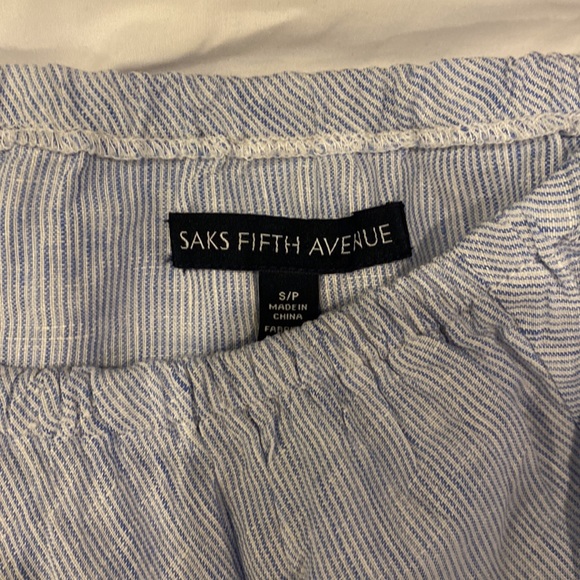 SAKS FIFTH AVENUE
S/P
MADE IN
CHINA